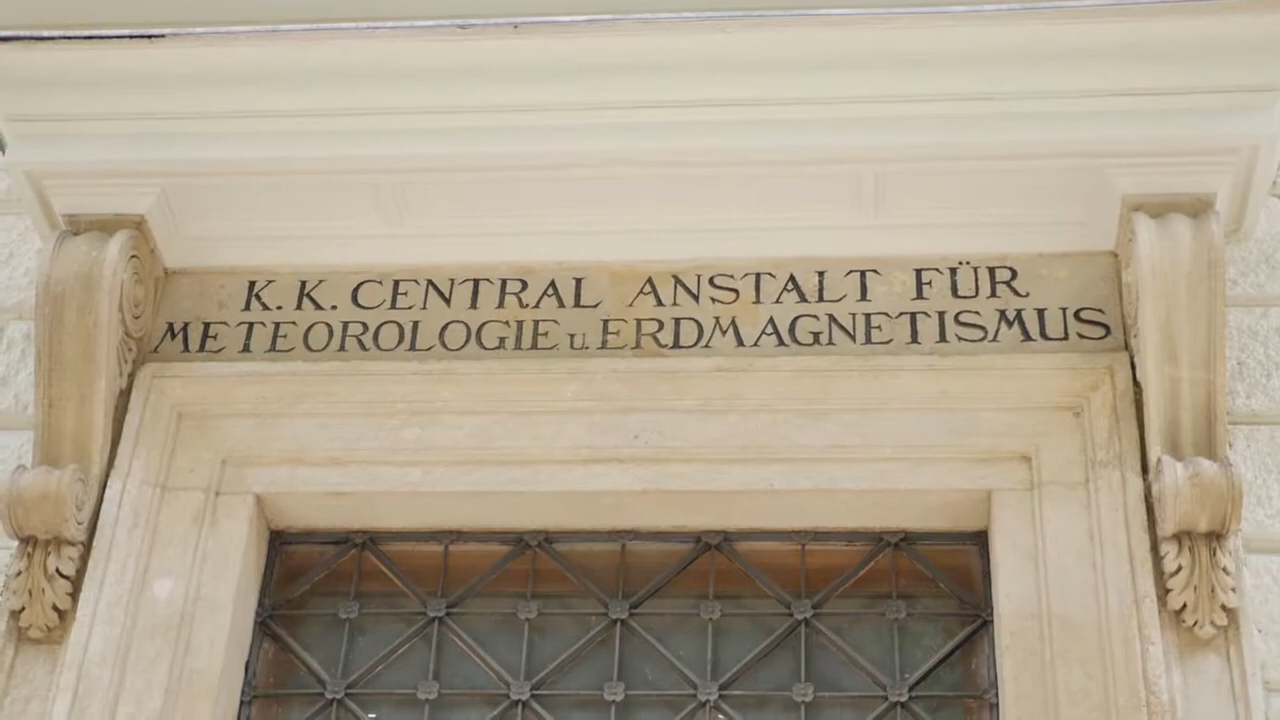 K. K. CENTRAL ANSTALT FÜR
METEOROLOGIE u. ERDMAGNETISMUS